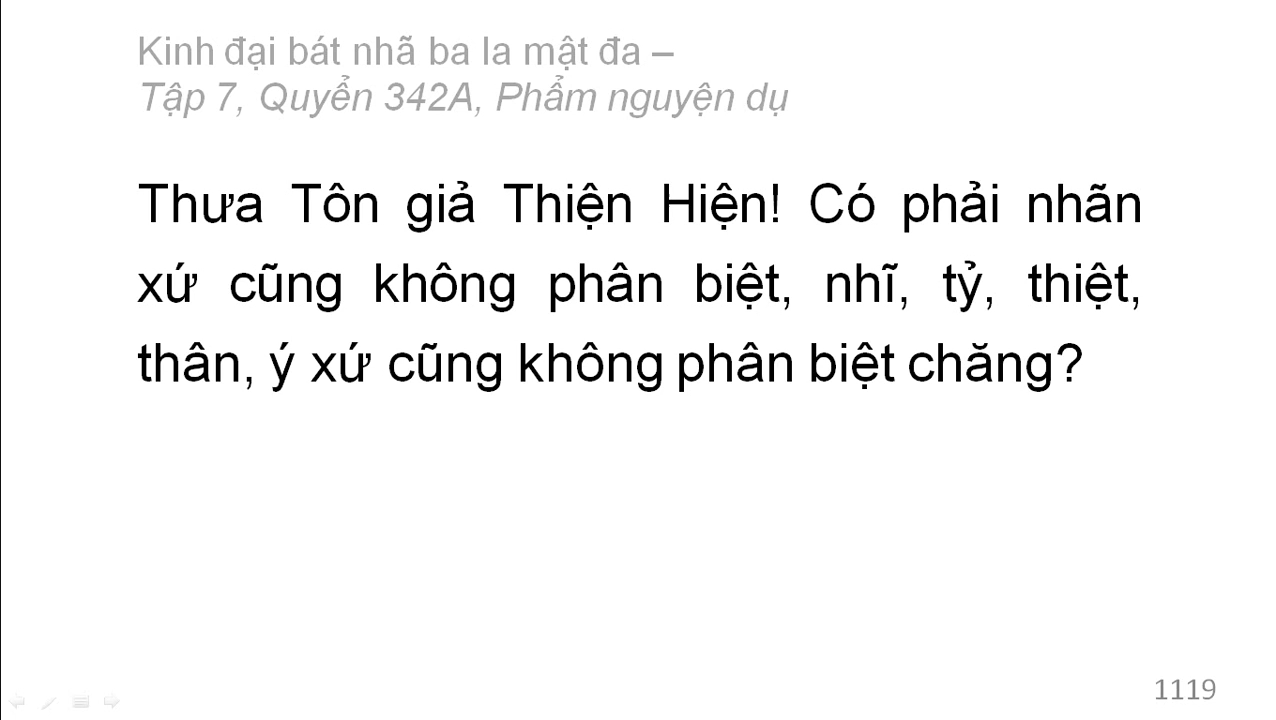 Kinh đại bát nhã ba la mật đa –
Tập 7, Quyển 342A, Phẩm nguyện dụ
Thưa Tôn giả Thiện Hiện! Có phải nhãn
xứ cũng không phân biệt, nhĩ, tỷ, thiệt,
thân, ý xứ cũng không phân biệt chăng?
1119